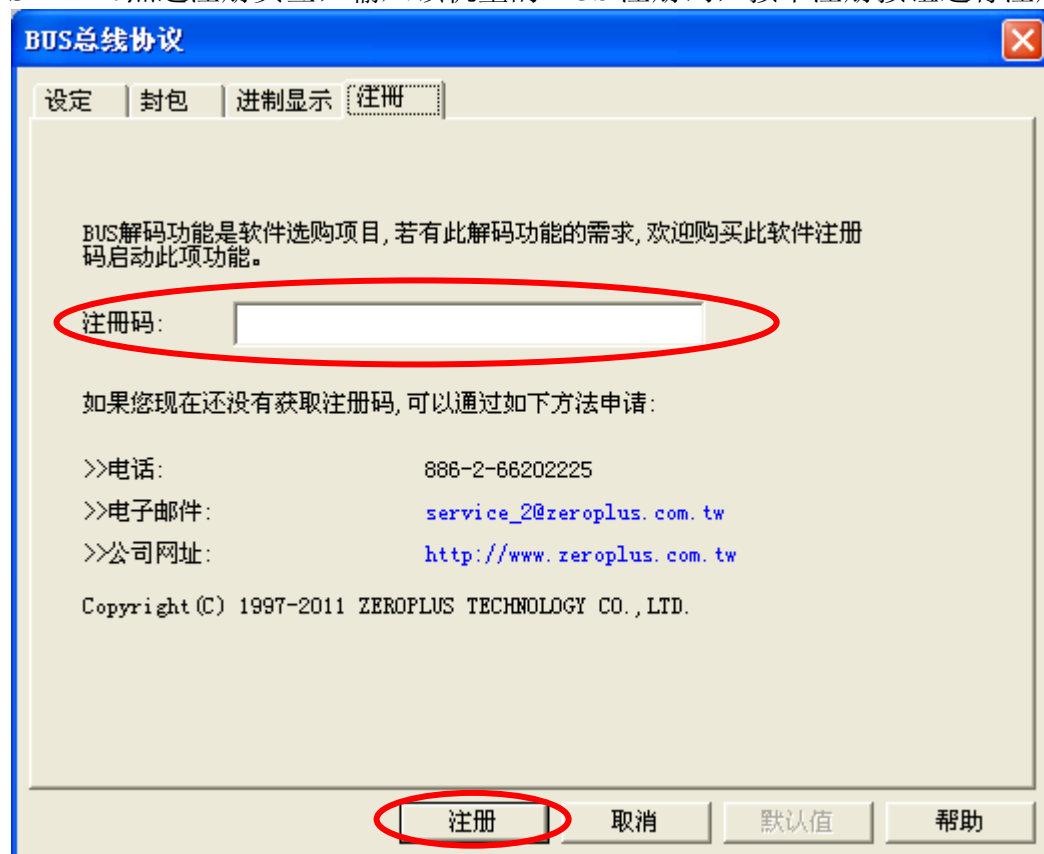 BUS总线协议
设定 封包 进制显示 注册
BUS解码功能是软件选购项目,若有此解码功能的需求,欢迎购买此软件注册
码启动此项功能。
注册码:
如果您现在还没有获取注册码,可以通过如下方法申请:
>>电话: 886-2-66202225
>>电子邮件: service_2@zeroplus.com.tw
>>公司网址: http://www.zeroplus.com.tw
Copyright(C) 1997-2011 ZEROPLUS TECHNOLOGY CO.,LTD.
注册 取消 默认值 帮助